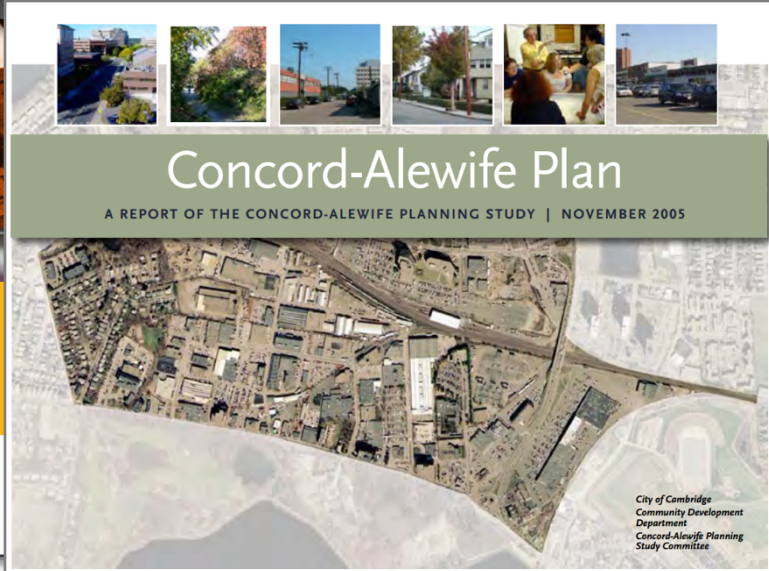 Concord-Alewife Plan
A REPORT OF THE CONCORD-ALEWIFE PLANNING STUDY | NOVEMBER 2005
City of Cambridge
Community Development
Department
Concord-Alewife Planning
Study Committee